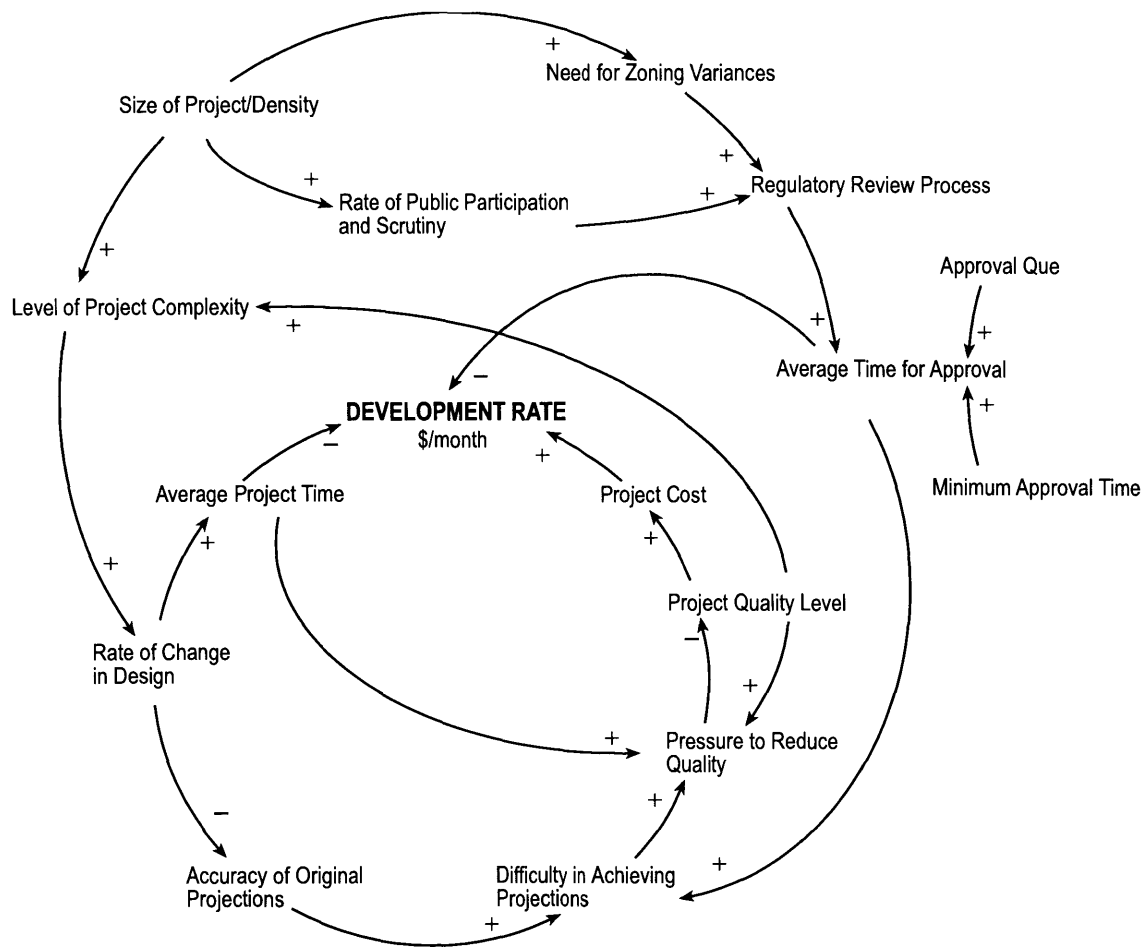 +
Need for Zoning Variances
Size of Project/Density
+
+
+
Regulatory Review Process
Rate of Public Participation
and Scrutiny
+
Approval Que
Level of Project Complexity
+
+
+
Average Time for Approval
−
+
DEVELOPMENT RATE
$/month
−
+
Average Project Time
Project Cost
Minimum Approval Time
+
+
+
Project Quality Level
−
Rate of Change
in Design
+
+
Pressure to Reduce
Quality
+
−
+
Accuracy of Original
Projections
Difficulty in Achieving
Projections
+